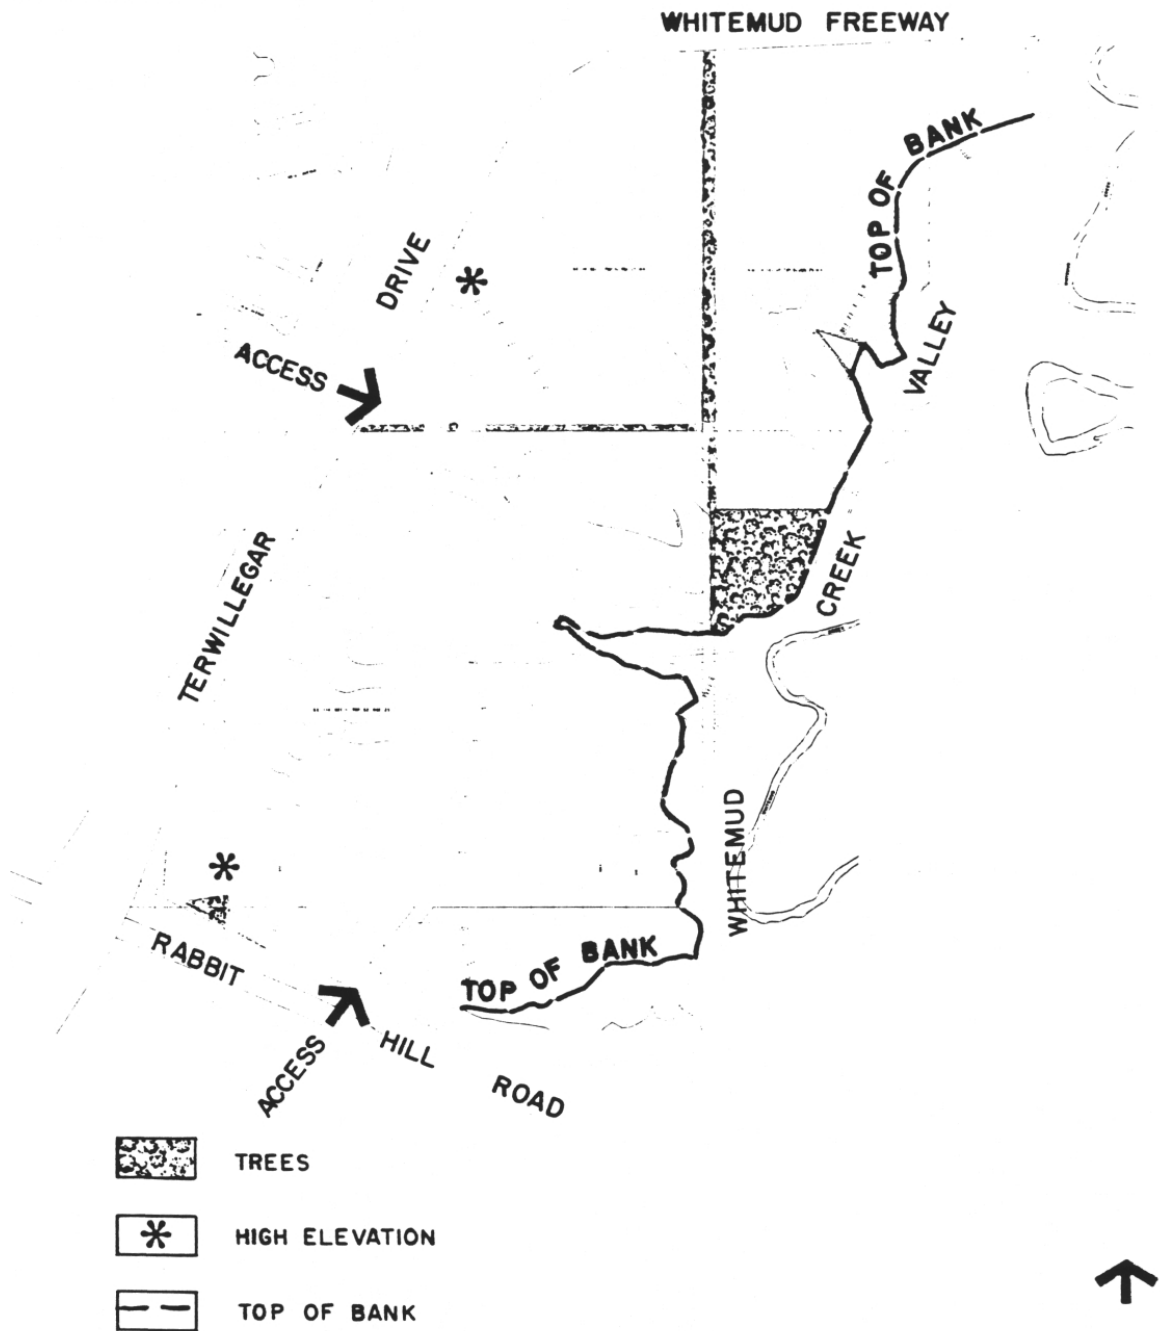 WHITEMUD FREEWAY
TOP OF BANK
DRIVE
ACCESS
VALLEY
CREEK
TERWILLEGAR
WHITEMUD
RABBIT
TOP OF BANK
HILL
ROAD
ACCESS
TREES
HIGH ELEVATION
TOP OF BANK